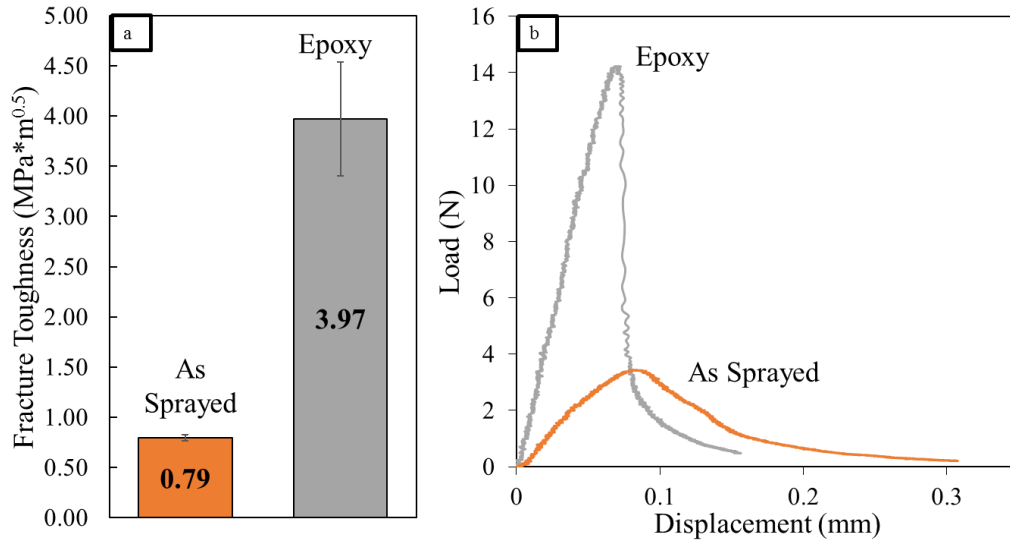 a
Fracture Toughness (MPa*m0.5)
5.00
4.50
4.00
3.50
3.00
2.50
2.00
1.50
1.00
0.50
0.00
Epoxy
3.97
As
Sprayed
0.79
b
Load (N)
16
14
12
10
8
6
4
2
0
Epoxy
As Sprayed
0
0.1
0.2
0.3
Displacement (mm)